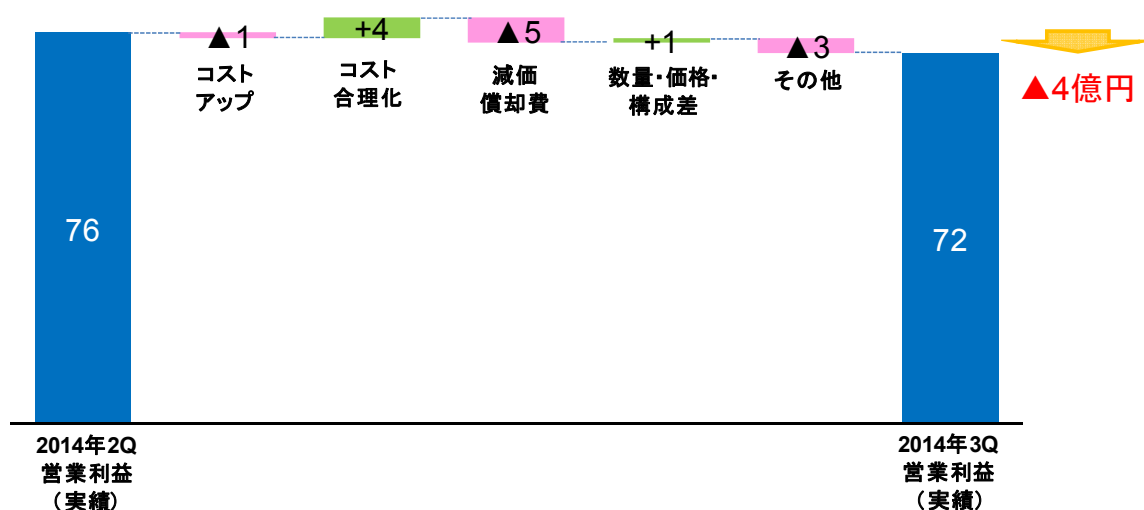 ▲1
コスト
アップ
+4
コスト
合理化
▲5
減価
償却費
+1
数量・価格・
構成差
▲3
その他
▲4億円
76
72
2014年2Q
営業利益
（実績）
2014年3Q
営業利益
（実績）